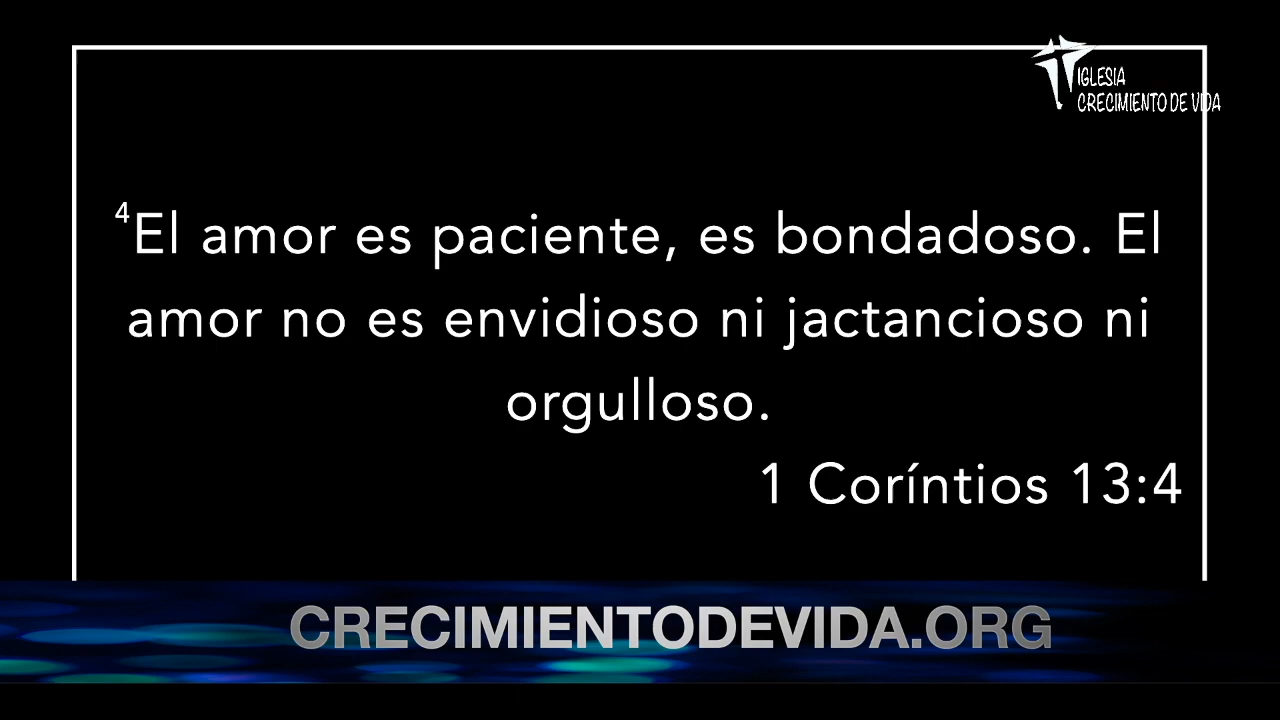 IGLESIA
CRECIMIENTO DE VIDA
4El amor es paciente, es bondadoso. El
amor no es envidioso ni jactancioso ni
orgulloso.
1 Coríntios 13:4
CRECIMIENTODEVIDA.ORG